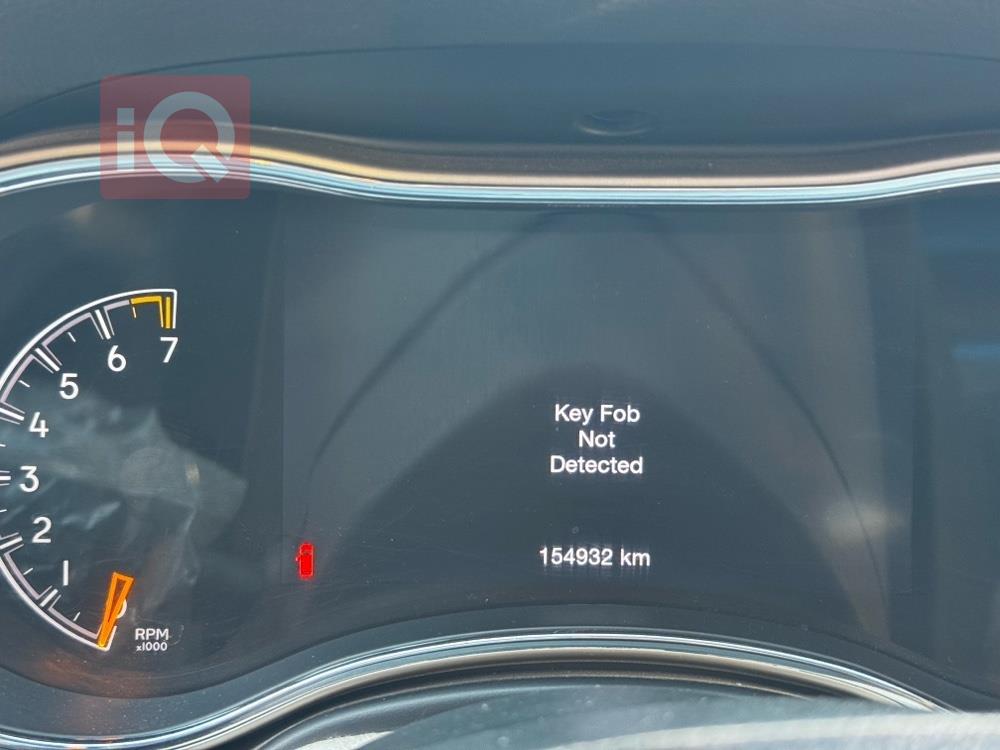 iQ
7
6
5
4
3
2
1
RPM
x1000
Key Fob
Not
Detected
154932 km